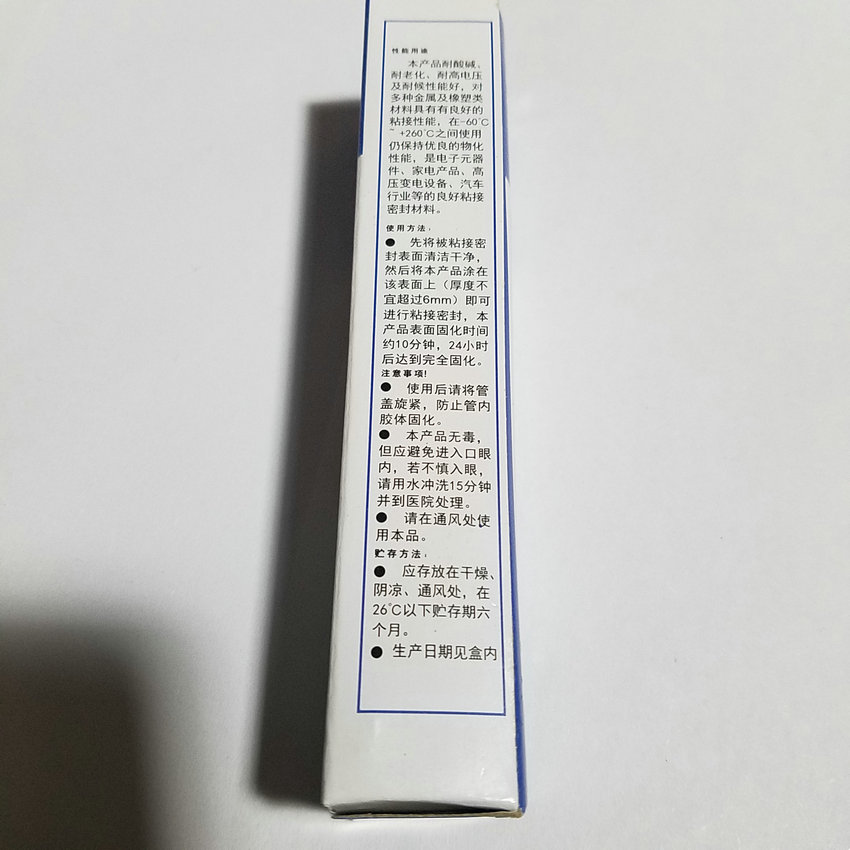 性能用途
本产品耐酸碱、
耐老化、耐高电压
及耐候性能好，对
多种金属及橡塑类
材料具有有良好的
粘接性能，在-60℃
~ +260℃之间使用
仍保持优良的物化
性能，是电子元器
件、家电产品、高
压变电设备、汽车
行业等的良好粘接
密封材料。
使用方法：
● 先将被粘接密
封表面清洁干净，
然后将本产品涂在
该表面上（厚度不
宜超过6mm）即可
进行粘接密封，本
产品表面固化时间
约10分钟，24小时
后达到完全固化。
注意事项！
● 使用后请将管
盖旋紧，防止管内
胶体固化。
● 本产品无毒，
但应避免进入口眼
内，若不慎入眼，
请用水冲洗15分钟
并到医院处理。
● 请在通风处使
用本品。
贮存方法：
● 应存放在干燥、
阴凉、通风处，在
26℃以下贮存期六
个月。
● 生产日期见盒内